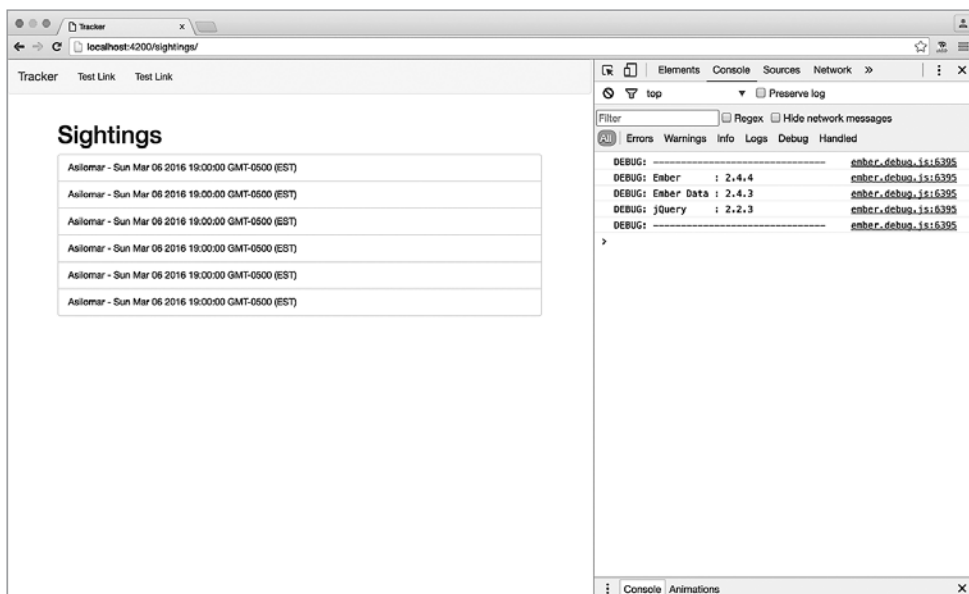 Tracker
localhost:4200/sightings/
Tracker Test Link Test Link
Sightings
Asilomar - Sun Mar 06 2016 19:00:00 GMT-0500 (EST)
Asilomar - Sun Mar 06 2016 19:00:00 GMT-0500 (EST)
Asilomar - Sun Mar 06 2016 19:00:00 GMT-0500 (EST)
Asilomar - Sun Mar 06 2016 19:00:00 GMT-0500 (EST)
Asilomar - Sun Mar 06 2016 19:00:00 GMT-0500 (EST)
Asilomar - Sun Mar 06 2016 19:00:00 GMT-0500 (EST)
Elements Console Sources Network »
top Preserve log
Filter Regex Hide network messages
All Errors Warnings Info Logs Debug Handled
DEBUG: ------------------------------- ember.debug.js:6395
DEBUG: Ember : 2.4.4 ember.debug.js:6395
DEBUG: Ember Data : 2.4.3 ember.debug.js:6395
DEBUG: jQuery : 2.2.3 ember.debug.js:6395
DEBUG: ------------------------------- ember.debug.js:6395
>
Console Animations